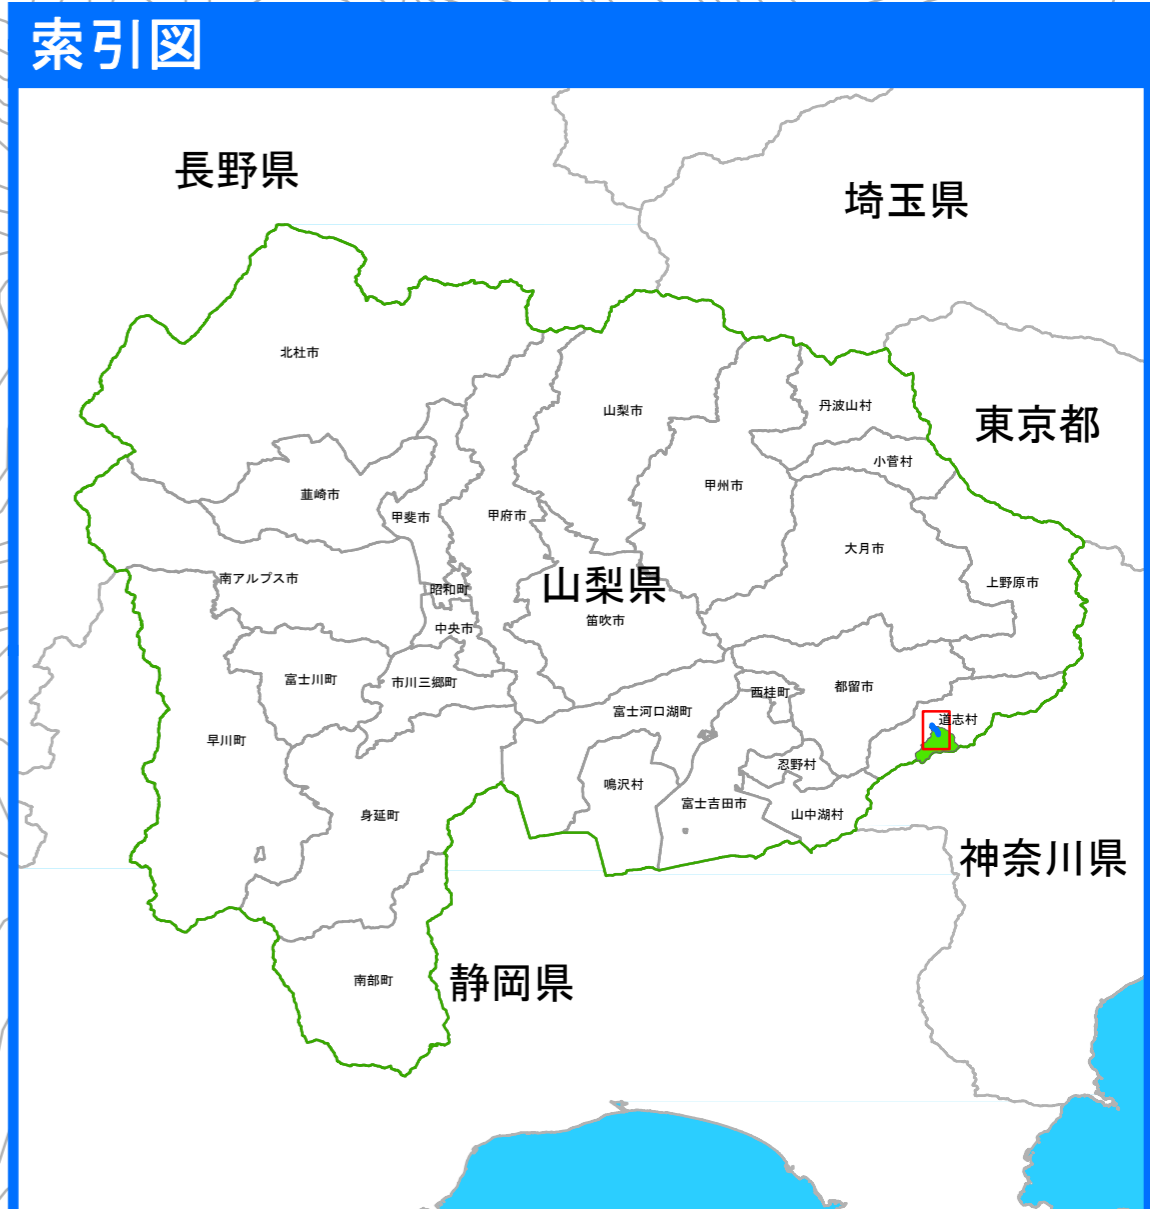 索引図
長野県
埼玉県
北杜市
山梨市
丹波山村
東京都
小菅村
韮崎市
甲斐市
甲府市
甲州市
大月市
南アルプス市
昭和町
山梨県
上野原市
笛吹市
中央市
富士川町
市川三郷町
西桂町
都留市
富士河口湖町
道志村
早川町
忍野村
鳴沢村
富士吉田市
山中湖村
身延町
神奈川県
南部町
静岡県